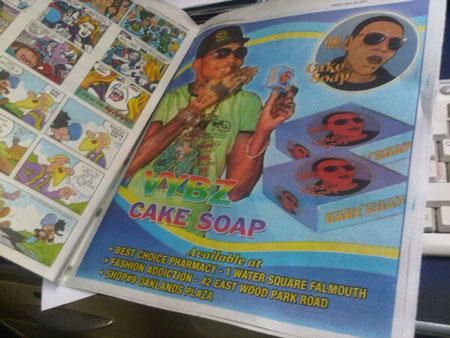 Cake Soap
VYBZ
CAKE SOAP
Available at
• BEST CHOICE PHARMACY - 1 WATER SQUARE FALMOUTH
• FASHION ADDICTION - 42 EAST WOOD PARK ROAD
• SHOP#9 OAKLANDS PLAZA